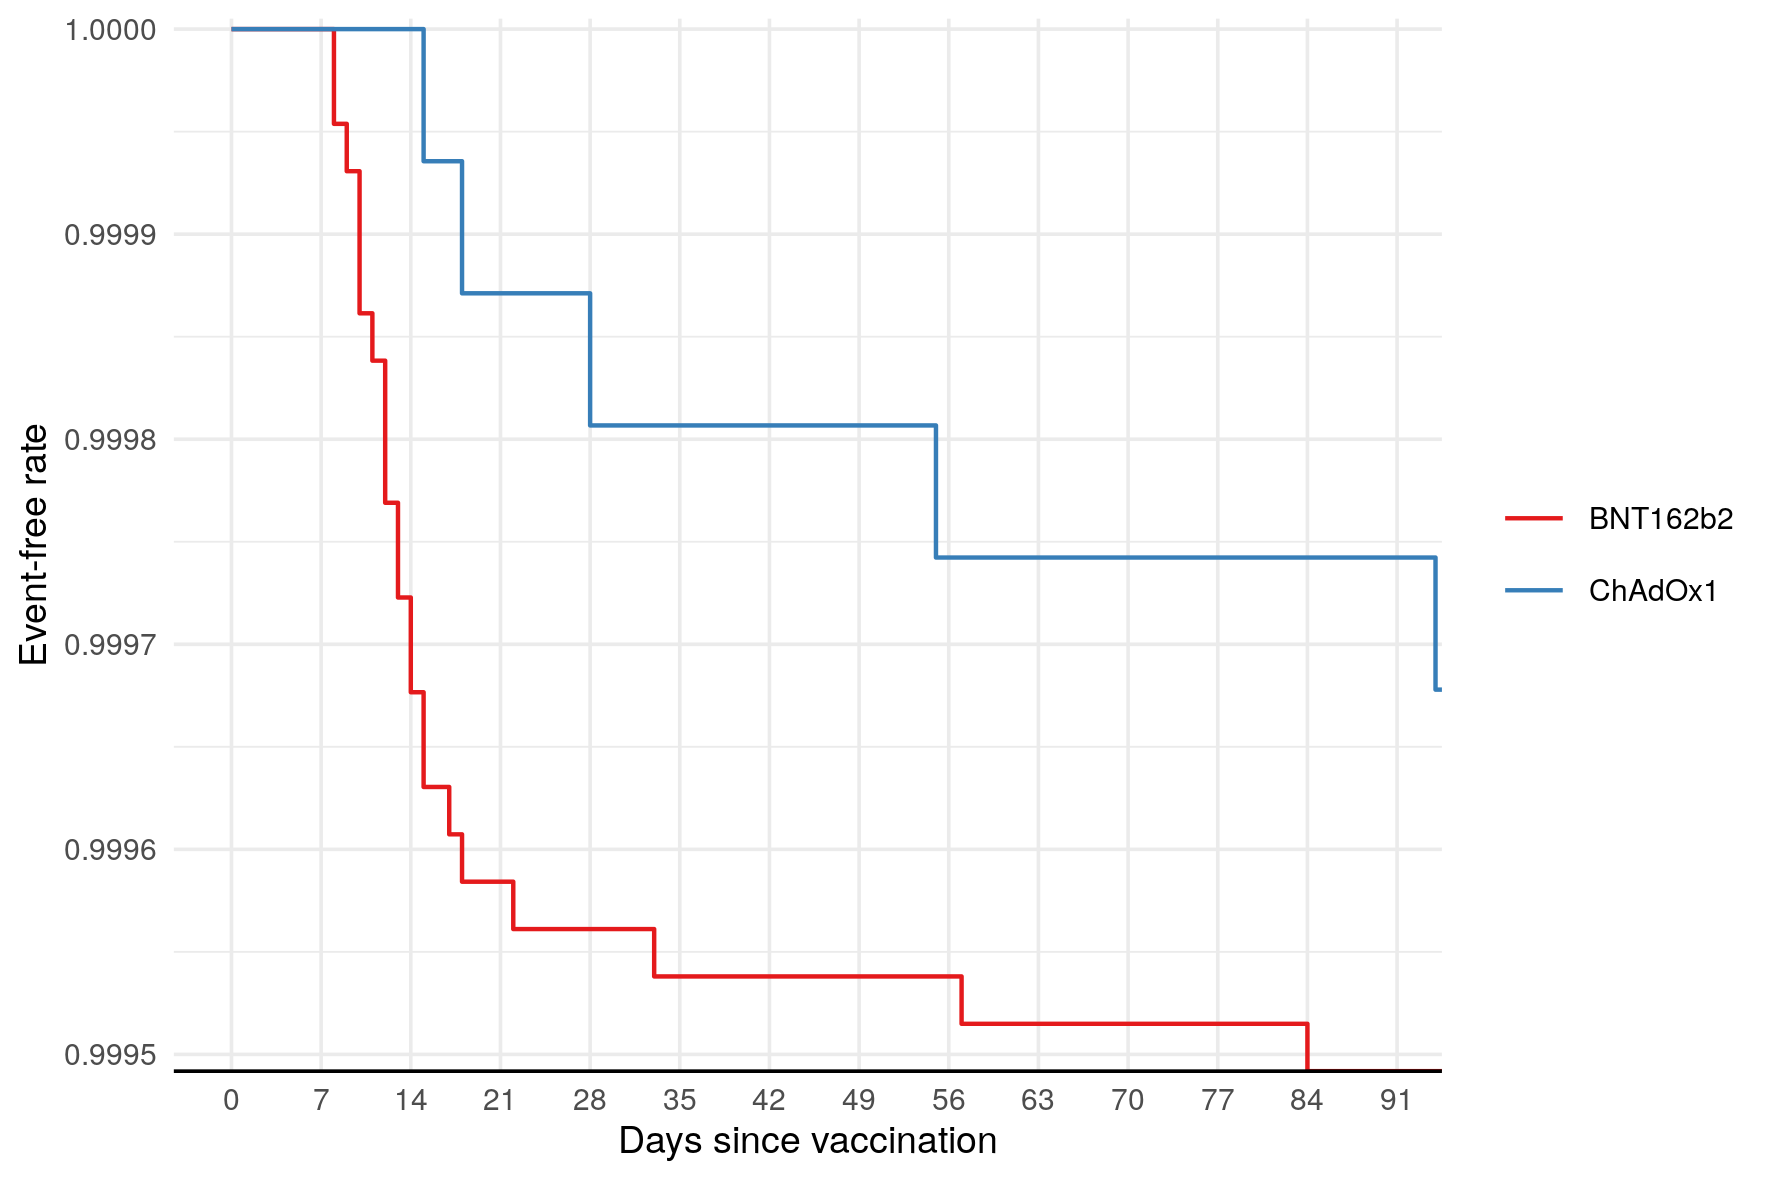 1.0000
0.9999
0.9998
0.9997
0.9996
0.9995
Event-free rate
0 7 14 21 28 35 42 49 56 63 70 77 84 91
Days since vaccination
BNT162b2
ChAdOx1